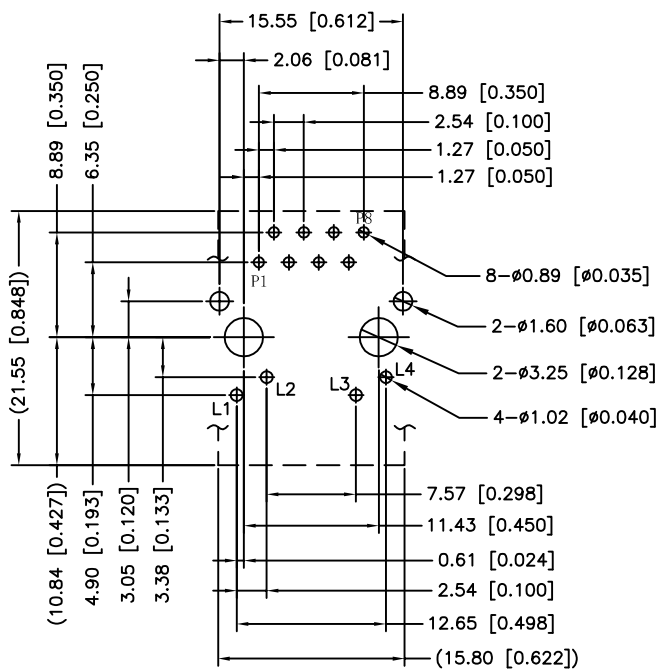 15.55 [0.612]
2.06 [0.081]
8.89 [0.350]
2.54 [0.100]
1.27 [0.050]
1.27 [0.050]
8.89 [0.350]
6.35 [0.250]
P8
P1
8-ø0.89 [ø0.035]
2-ø1.60 [ø0.063]
2-ø3.25 [ø0.128]
4-ø1.02 [ø0.040]
(21.55 [0.848])
L1
L2
L3
L4
(10.84 [0.427])
4.90 [0.193]
3.05 [0.120]
3.38 [0.133]
7.57 [0.298]
11.43 [0.450]
0.61 [0.024]
2.54 [0.100]
12.65 [0.498]
(15.80 [0.622])